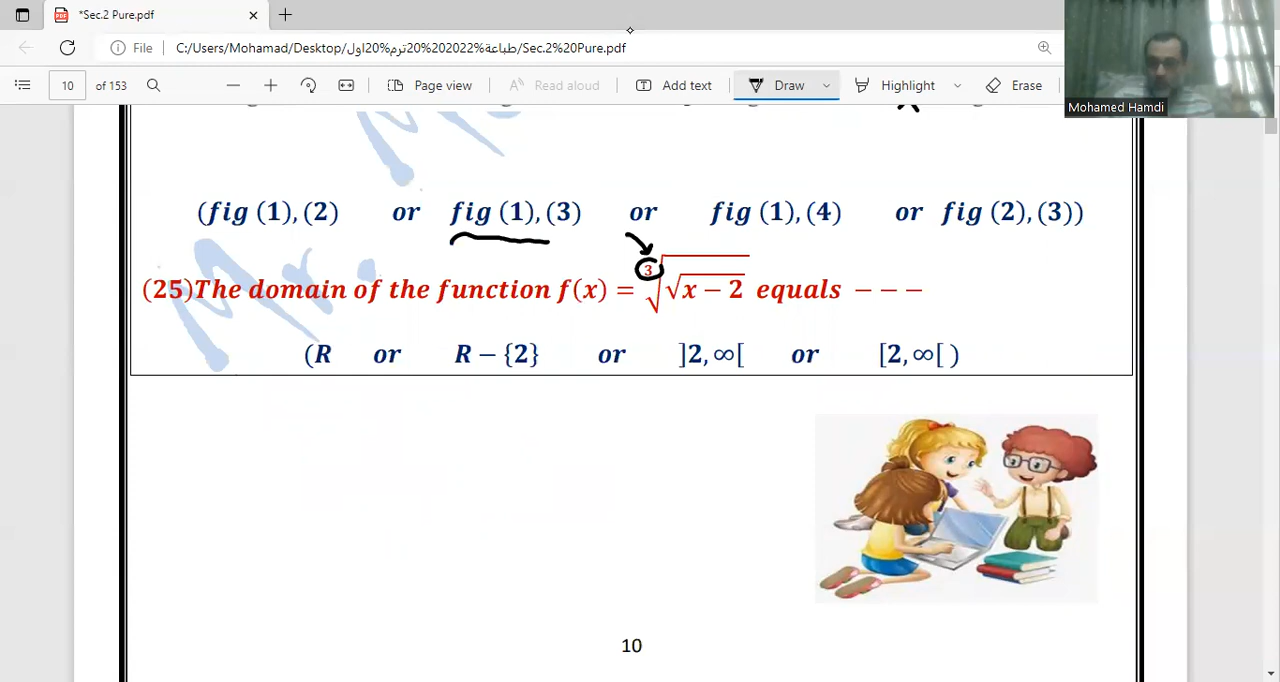 *Sec.2 Pure.pdf
File C:/Users/Mohamad/Desktop/طباعة%20ترم%20اول%202022/Sec.2%20Pure.pdf
10 of 153 Page view Read aloud Add text Draw Highlight Erase
Mohamed Hamdi
Mr.
(fig (1), (2) or fig (1), (3) or fig (1), (4) or fig (2), (3))
(25)The domain of the function f(x) = ∛√x − 2 equals − − −
(R or R − {2} or ]2, ∞[ or [2, ∞[ )
10